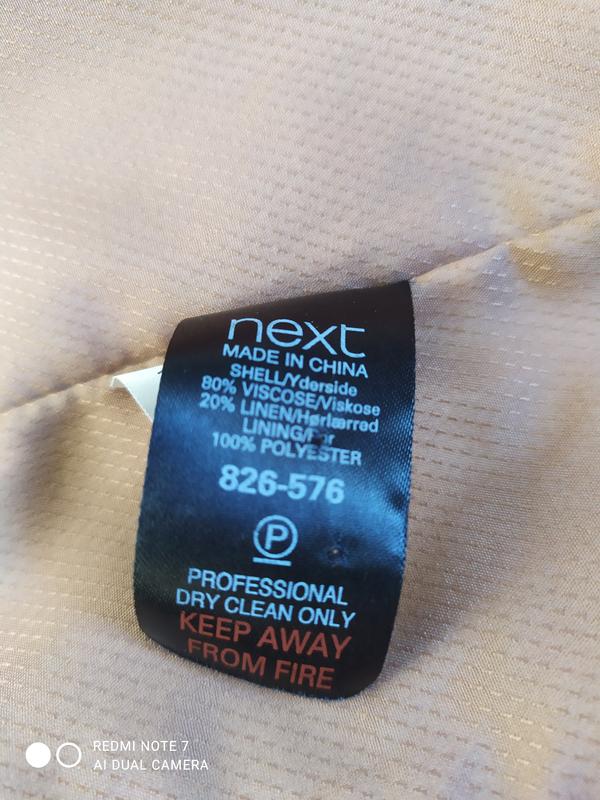 next
MADE IN CHINA
SHELL/Yderside
80% VISCOSE/Viskose
20% LINEN/Hørlærred
LINING/For
100% POLYESTER
826-576
P
PROFESSIONAL
DRY CLEAN ONLY
KEEP AWAY
FROM FIRE
REDMI NOTE 7
AI DUAL CAMERA